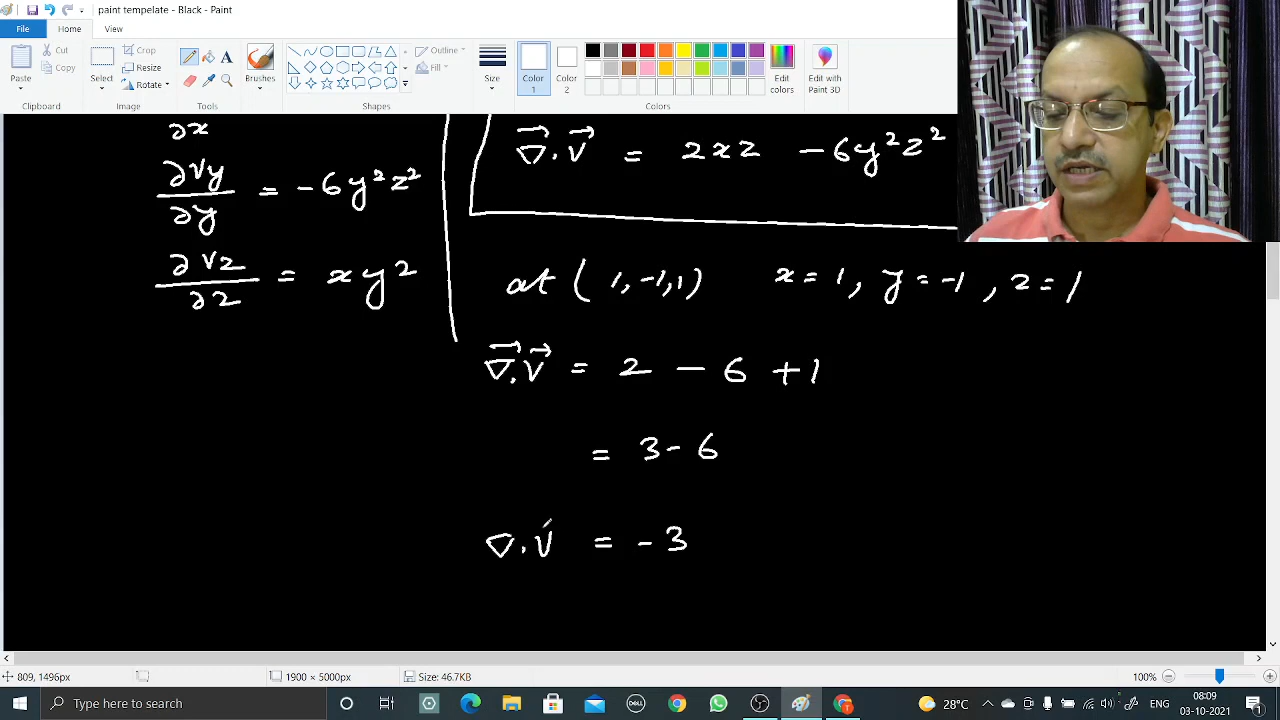 paint templatee - Black - Paint
File Home View
Paste Cut Copy Clipboard
Select Crop Resize Rotate Image
Tools
Brushes
Shapes Outline Fill
Size
Color 1 Color 2 Colors Edit colors
Edit with Paint 3D
∂x
∂Vy/∂y = -6y²z²
∂Vz/∂z = xy²
∇⃗.V⃗ = 2xz -6y²z²
at (1,-1,1) x=1, y=-1, z=1
∇⃗.V⃗ = 2 - 6 +1
= 3-6
∇.V = -3
809, 1496px 1900 × 5000px Size: 46.7KB 100%
Type here to search DELL 28°C ENG 08:09
03-10-2021